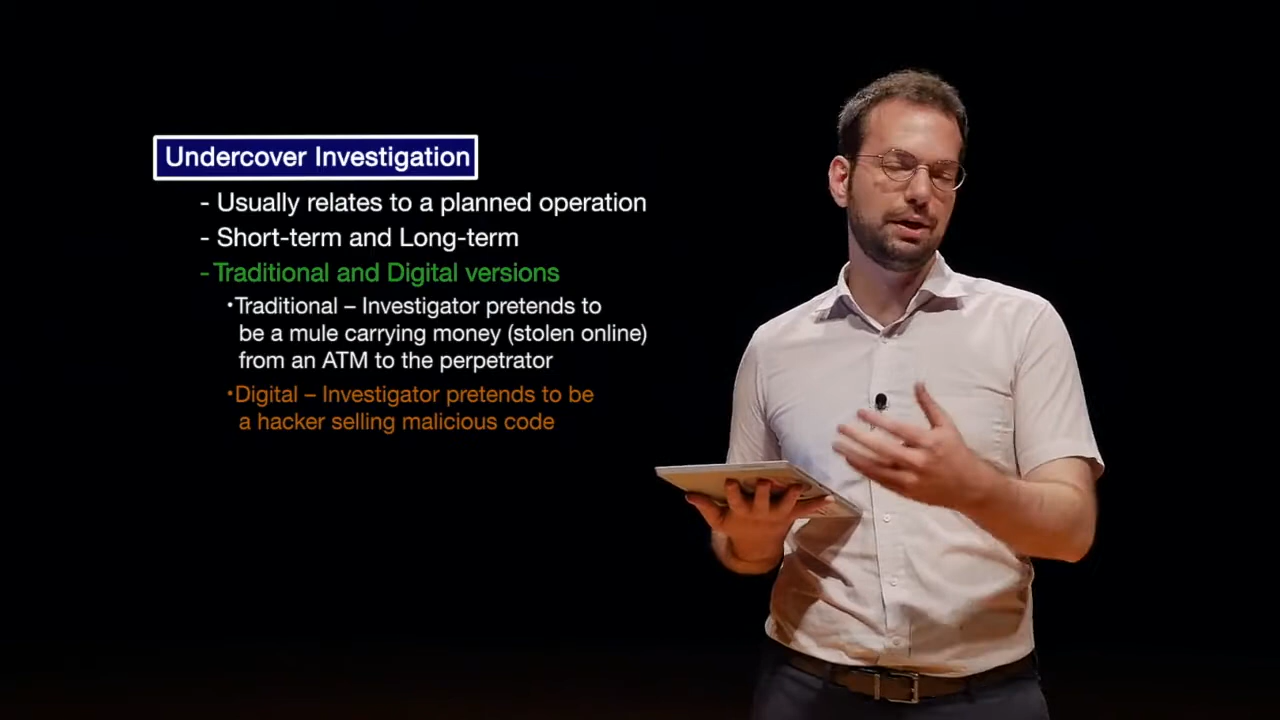 Undercover Investigation
- Usually relates to a planned operation
- Short-term and Long-term
- Traditional and Digital versions
•Traditional – Investigator pretends to
be a mule carrying money (stolen online)
from an ATM to the perpetrator
•Digital – Investigator pretends to be
a hacker selling malicious code